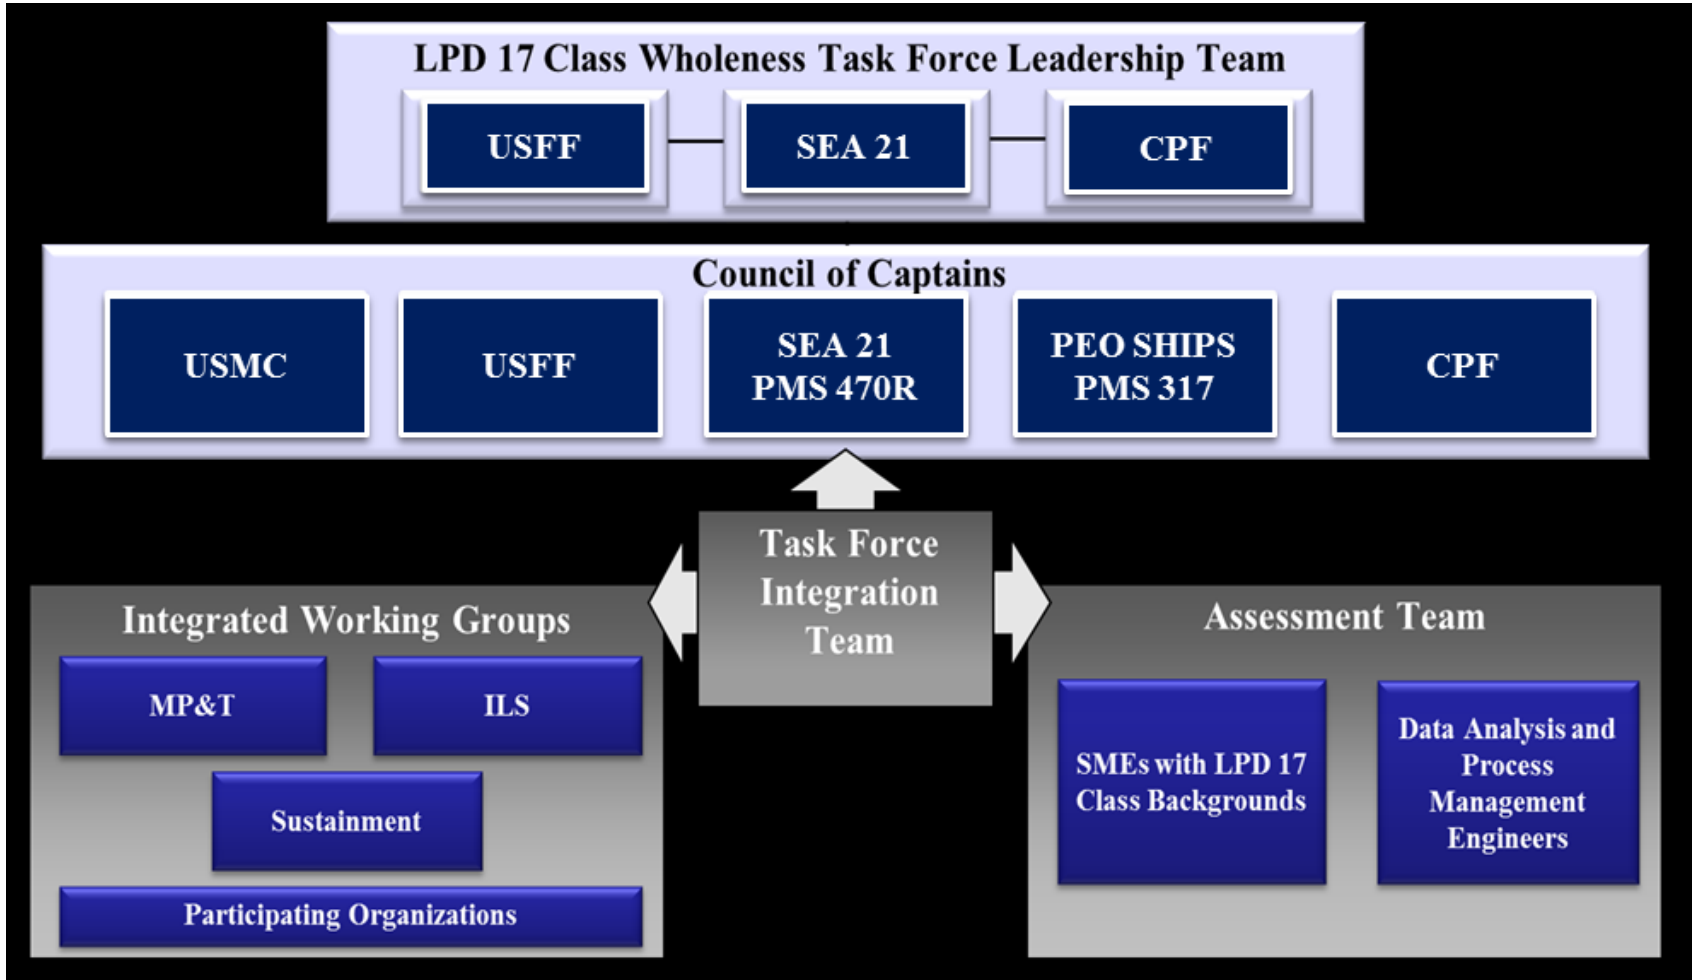 LPD 17 Class Wholeness Task Force Leadership Team
USFF
SEA 21
CPF
Council of Captains
USMC
USFF
SEA 21
PMS 470R
PEO SHIPS
PMS 317
CPF
Task Force
Integration
Team
Integrated Working Groups
MP&T
ILS
Sustainment
Participating Organizations
Assessment Team
SMEs with LPD 17
Class Backgrounds
Data Analysis and
Process
Management
Engineers